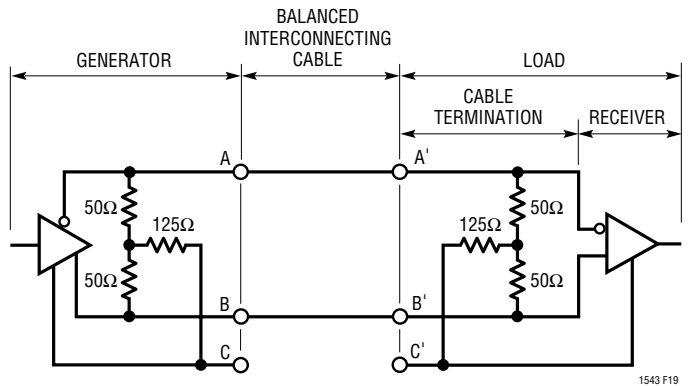 BALANCED
INTERCONNECTING
CABLE
GENERATOR
LOAD
CABLE
TERMINATION
RECEIVER
A
A'
50Ω
125Ω
50Ω
125Ω
50Ω
50Ω
B
B'
C
C'
1543 F19